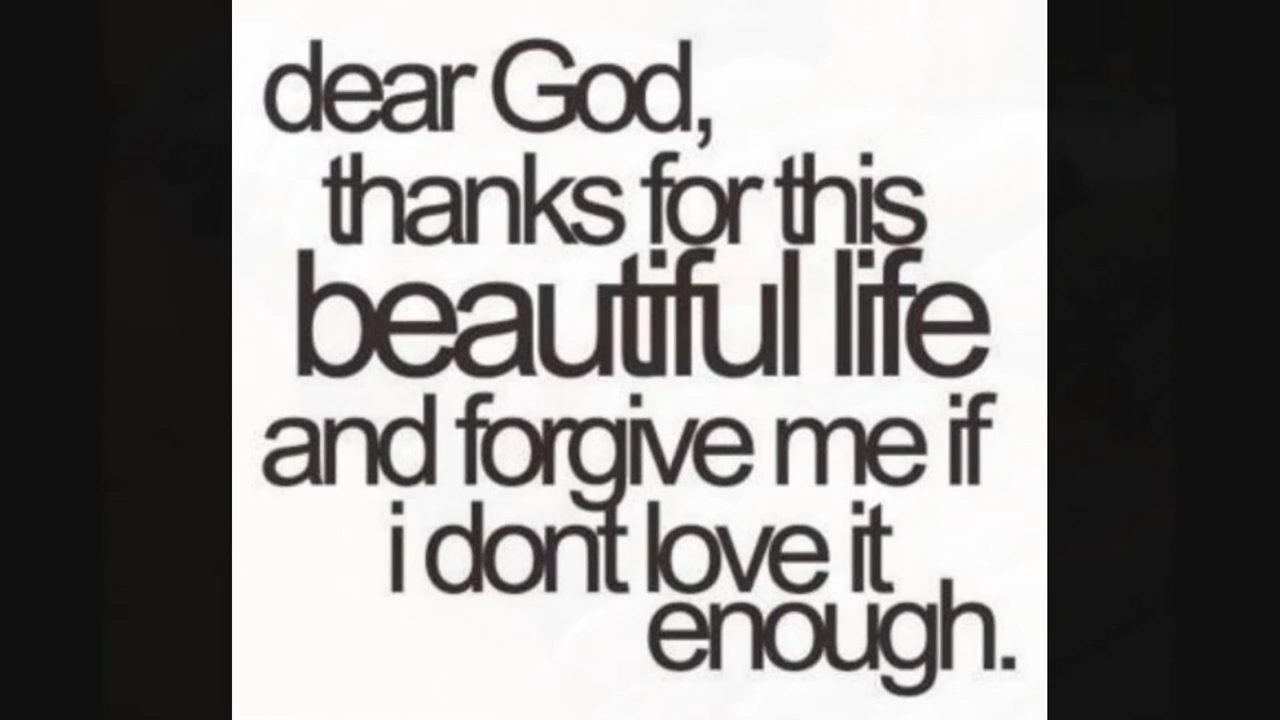 dear God,
thanks for this
beautiful life
and forgive me if
i dont love it
enough.